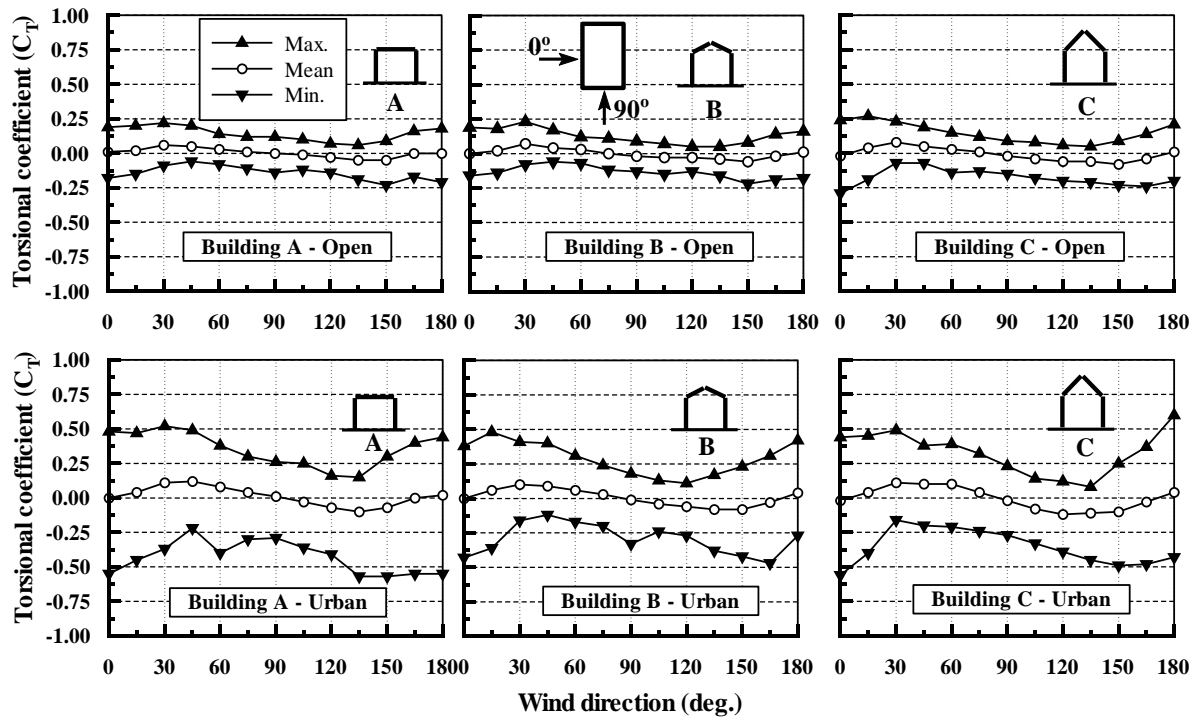 Torsional coefficient (C_T)
1.00
0.75
0.50
0.25
0.00
-0.25
-0.50
-0.75
-1.00
Max.
Mean
Min.
A
Building A - Open
0 30 60 90 120 150 180
0º
90º
B
Building B - Open
0 30 60 90 120 150 180
C
Building C - Open
0 30 60 90 120 150 180
Torsional coefficient (C_T)
1.00
0.75
0.50
0.25
0.00
-0.25
-0.50
-0.75
-1.00
A
Building A - Urban
0 30 60 90 120 150 180
B
Building B - Urban
0 30 60 90 120 150 180
C
Building C - Urban
0 30 60 90 120 150 180
Wind direction (deg.)